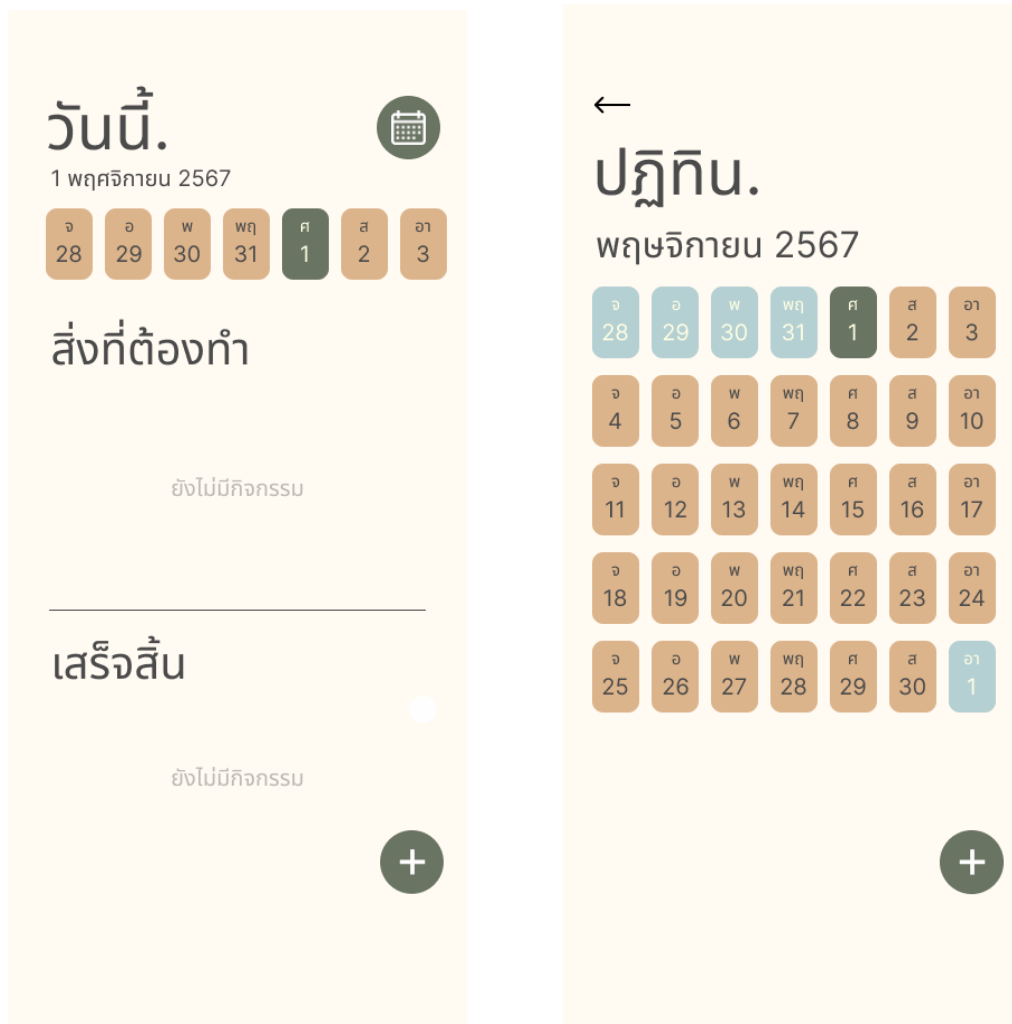 วันนี้.
1 พฤศจิกายน 2567
จ อ พ พฤ ศ ส อา
28 29 30 31 1 2 3
สิ่งที่ต้องทำ
ยังไม่มีกิจกรรม
เสร็จสิ้น
ยังไม่มีกิจกรรม
ปฏิทิน.
พฤษจิกายน 2567
จ อ พ พฤ ศ ส อา
28 29 30 31 1 2 3
จ อ พ พฤ ศ ส อา
4 5 6 7 8 9 10
จ อ พ พฤ ศ ส อา
11 12 13 14 15 16 17
จ อ พ พฤ ศ ส อา
18 19 20 21 22 23 24
จ อ พ พฤ ศ ส อา
25 26 27 28 29 30 1